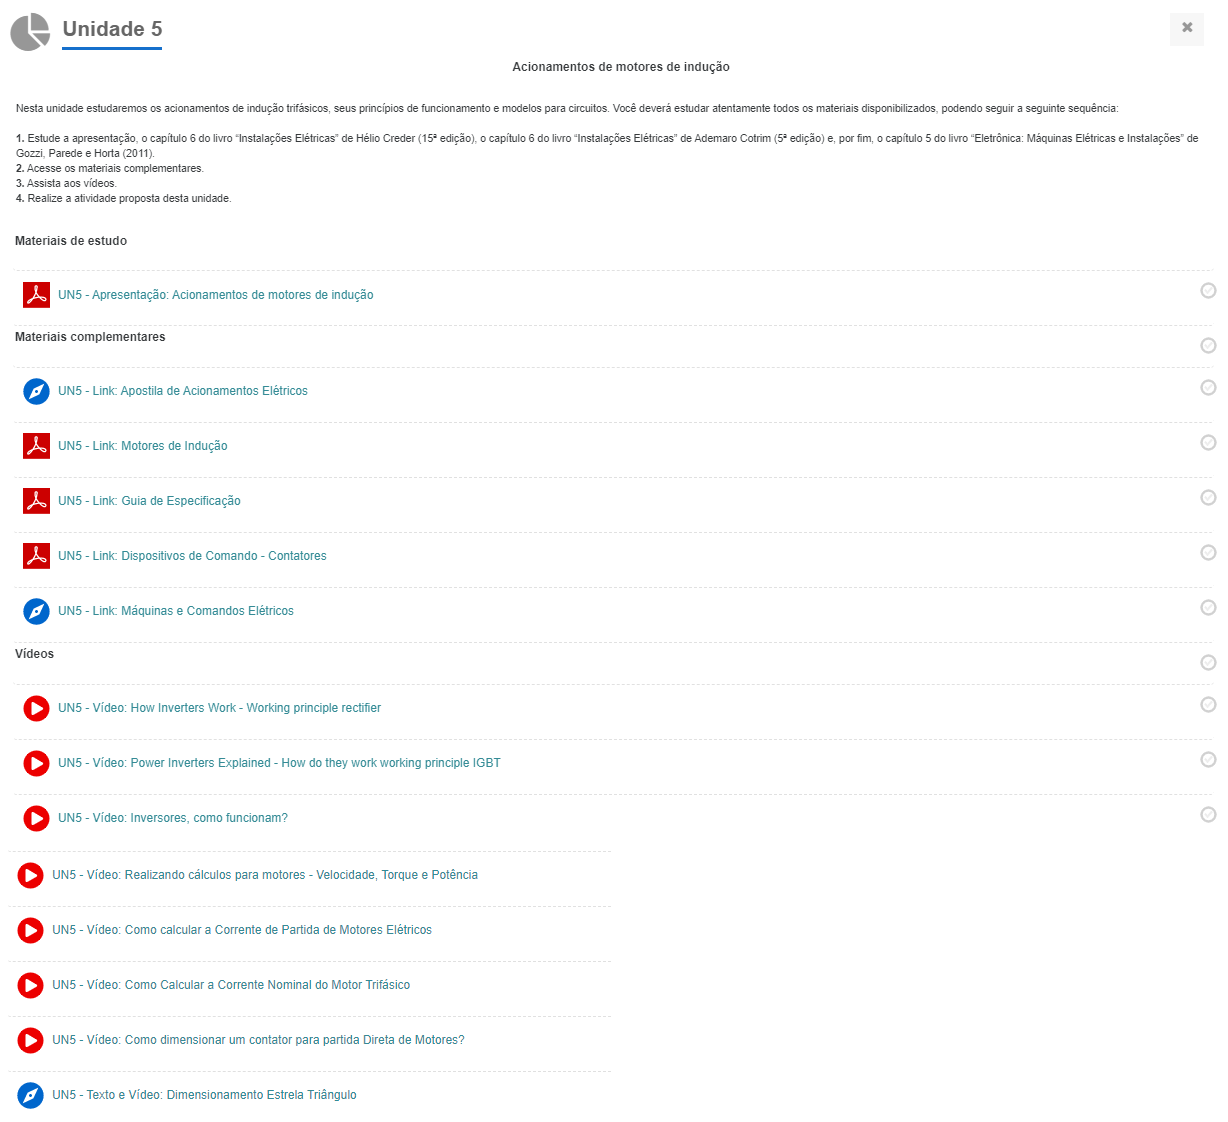 Unidade 5
Acionamentos de motores de indução
Nesta unidade estudaremos os acionamentos de indução trifásicos, seus princípios de funcionamento e modelos para circuitos. Você deverá estudar atentamente todos os materiais disponibilizados, podendo seguir a seguinte sequência:
1. Estude a apresentação, o capítulo 6 do livro “Instalações Elétricas” de Hélio Creder (15ª edição), o capítulo 6 do livro “Instalações Elétricas” de Ademaro Cotrim (5ª edição) e, por fim, o capítulo 5 do livro “Eletrônica: Máquinas Elétricas e Instalações” de
Gozzi, Parede e Horta (2011).
2. Acesse os materiais complementares.
3. Assista aos vídeos.
4. Realize a atividade proposta desta unidade.
Materiais de estudo
UN5 - Apresentação: Acionamentos de motores de indução
Materiais complementares
UN5 - Link: Apostila de Acionamentos Elétricos
UN5 - Link: Motores de Indução
UN5 - Link: Guia de Especificação
UN5 - Link: Dispositivos de Comando - Contatores
UN5 - Link: Máquinas e Comandos Elétricos
Vídeos
UN5 - Vídeo: How Inverters Work - Working principle rectifier
UN5 - Vídeo: Power Inverters Explained - How do they work working principle IGBT
UN5 - Vídeo: Inversores, como funcionam?
UN5 - Vídeo: Realizando cálculos para motores - Velocidade, Torque e Potência
UN5 - Vídeo: Como calcular a Corrente de Partida de Motores Elétricos
UN5 - Vídeo: Como Calcular a Corrente Nominal do Motor Trifásico
UN5 - Vídeo: Como dimensionar um contator para partida Direta de Motores?
UN5 - Texto e Vídeo: Dimensionamento Estrela Triângulo